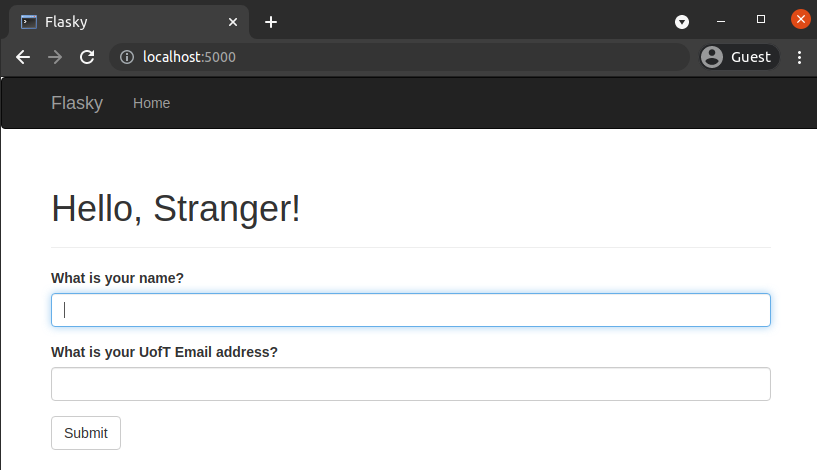 Flasky
localhost:5000
Guest
Flasky Home
Hello, Stranger!
What is your name?
What is your UofT Email address?
Submit